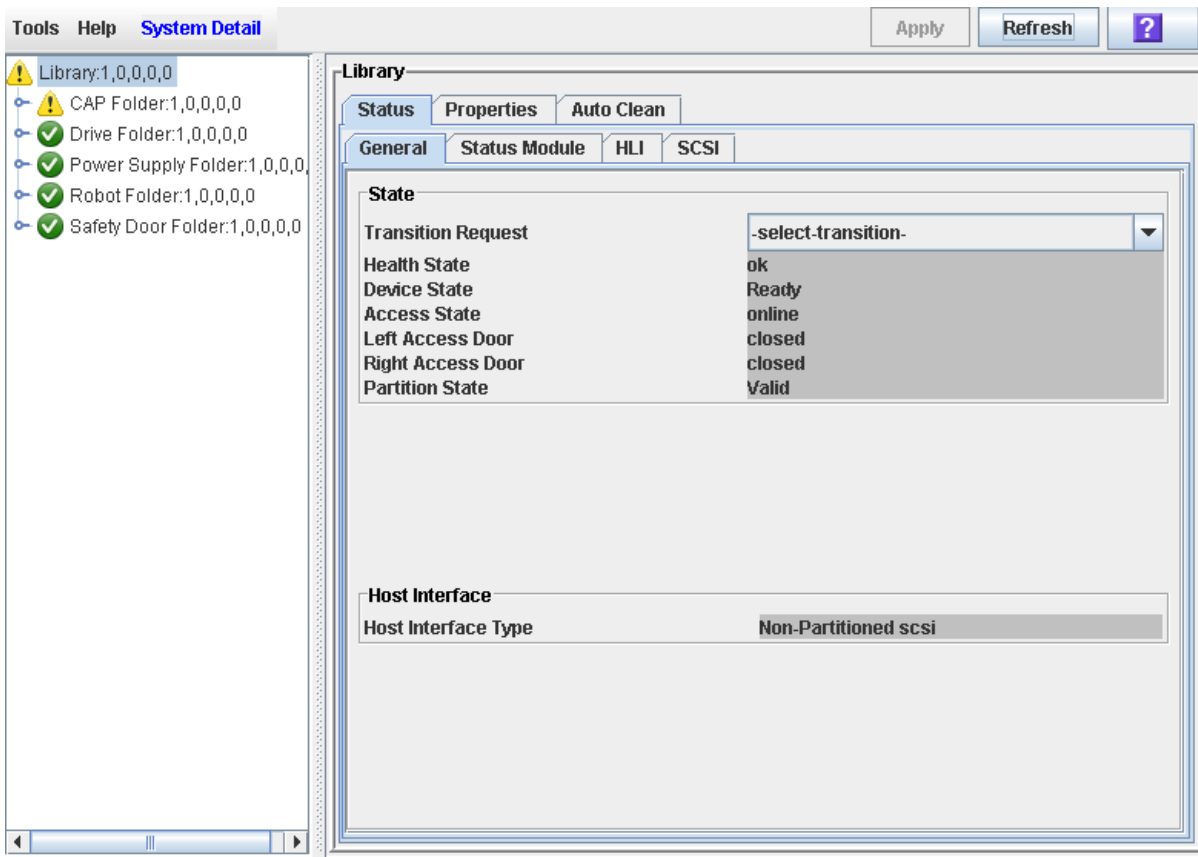 Tools Help System Detail Apply Refresh ?
Library:1,0,0,0,0
CAP Folder:1,0,0,0,0
Drive Folder:1,0,0,0,0
Power Supply Folder:1,0,0,0,
Robot Folder:1,0,0,0,0
Safety Door Folder:1,0,0,0,0
Library
Status Properties Auto Clean
General Status Module HLI SCSI
State
Transition Request -select-transition-
Health State ok
Device State Ready
Access State online
Left Access Door closed
Right Access Door closed
Partition State Valid
Host Interface
Host Interface Type Non-Partitioned scsi